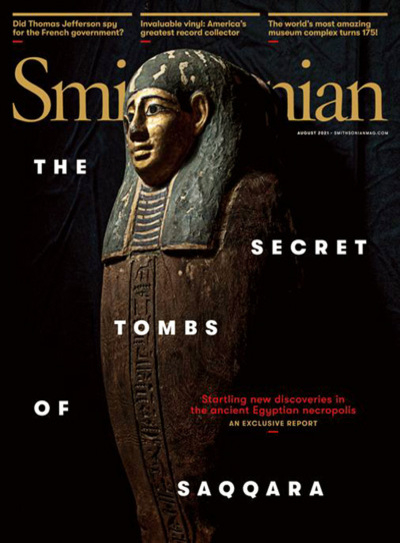 Did Thomas Jefferson spy
for the French government?
Invaluable vinyl: America's
greatest record collector
The world's most amazing
museum complex turns 175!
Smi nian
AUGUST 2021 • SMITHSONIANMAG.COM
THE
SECRET
TOMBS
OF
Startling new discoveries in
the ancient Egyptian necropolis
AN EXCLUSIVE REPORT
SAQQARA